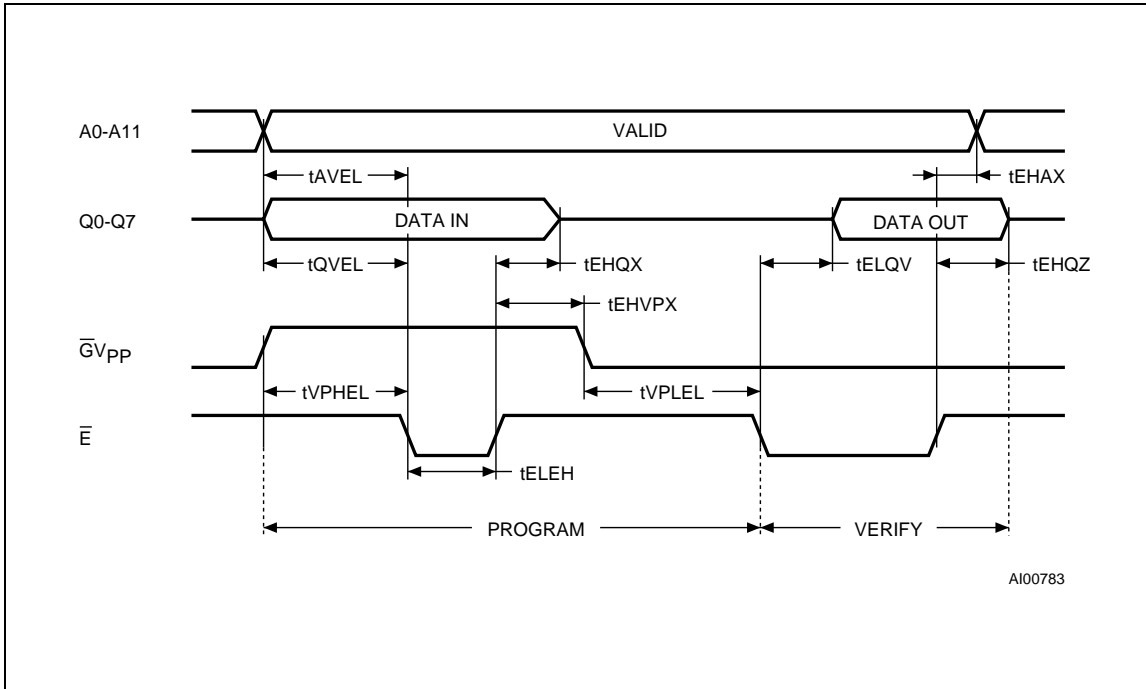 A0-A11
VALID
tAVEL
tEHAX
Q0-Q7
DATA IN
DATA OUT
tQVEL
tEHQX
tELQV
tEHQZ
tEHVPX
G̅VPP
tVPHEL
tVPLEL
E̅
tELEH
PROGRAM
VERIFY
AI00783